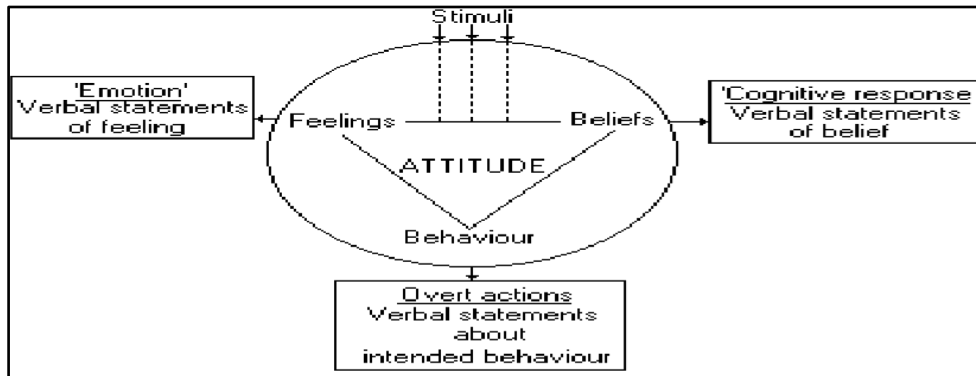 Stimuli
'Emotion'
Verbal statements
of feeling
Feelings
Beliefs
'Cognitive response
Verbal statements
of belief
ATTITUDE
Behaviour
Overt actions
Verbal statements
about
intended behaviour